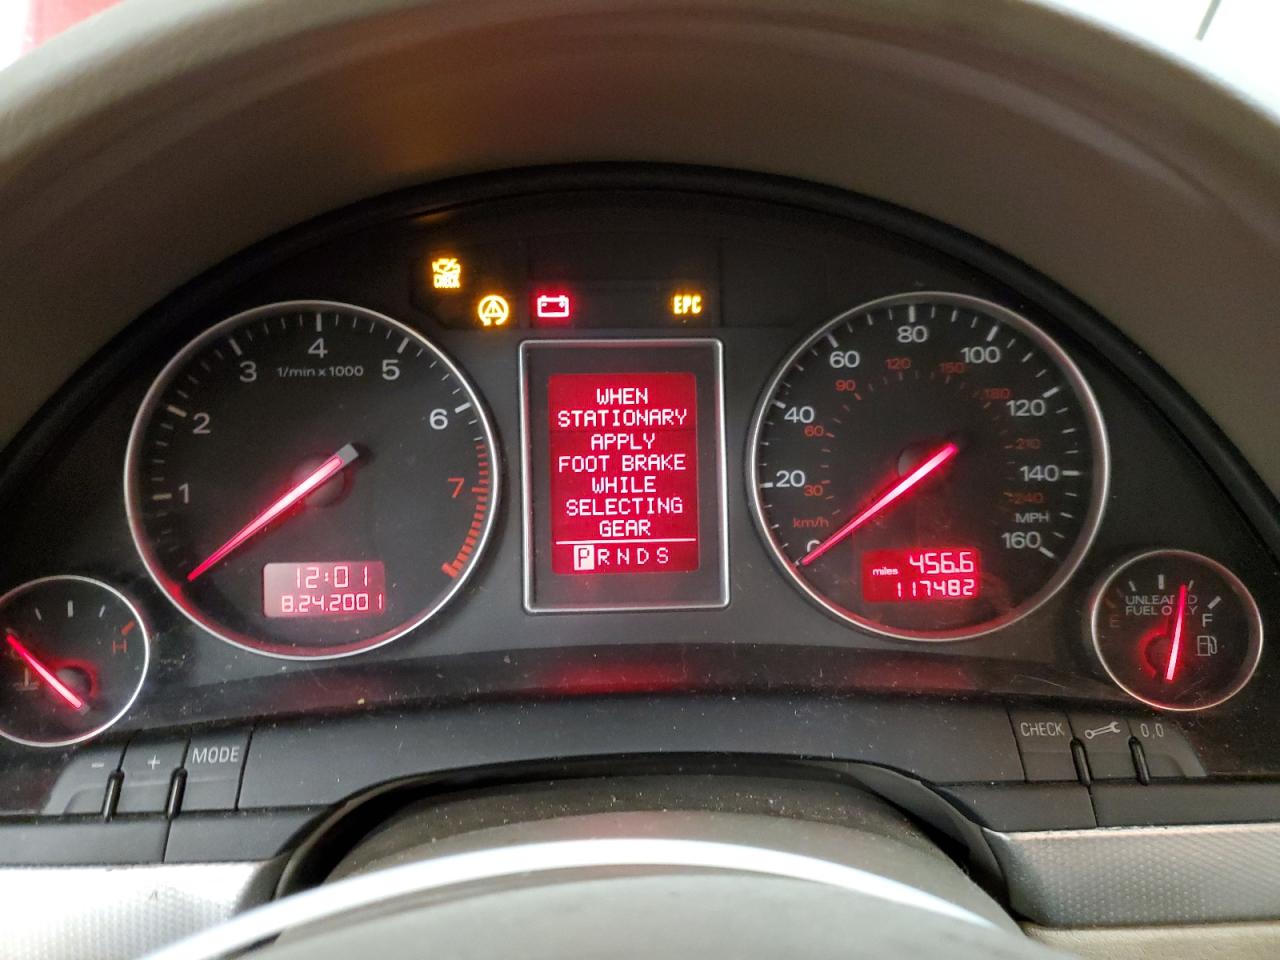 CHECK
EPC
1
2
3
4
5
6
7
1/min x 1000
12:01
8.24.2001
WHEN
STATIONARY
APPLY
FOOT BRAKE
WHILE
SELECTING
GEAR
P R N D S
0
20
40
60
80
100
120
140
160
30
60
90
120
150
180
210
240
km/h
MPH
miles 456.6
117482
H
UNLEADED
FUEL ONLY
E
F
- + MODE
CHECK 0,0